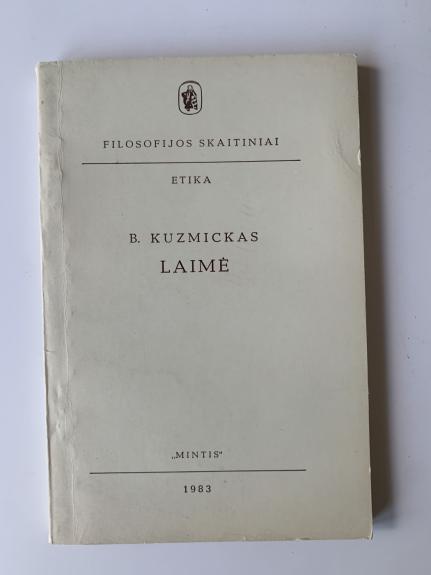 FILOSOFIJOS SKAITINIAI
ETIKA
B. KUZMICKAS
LAIMĖ
„MINTIS“
1983